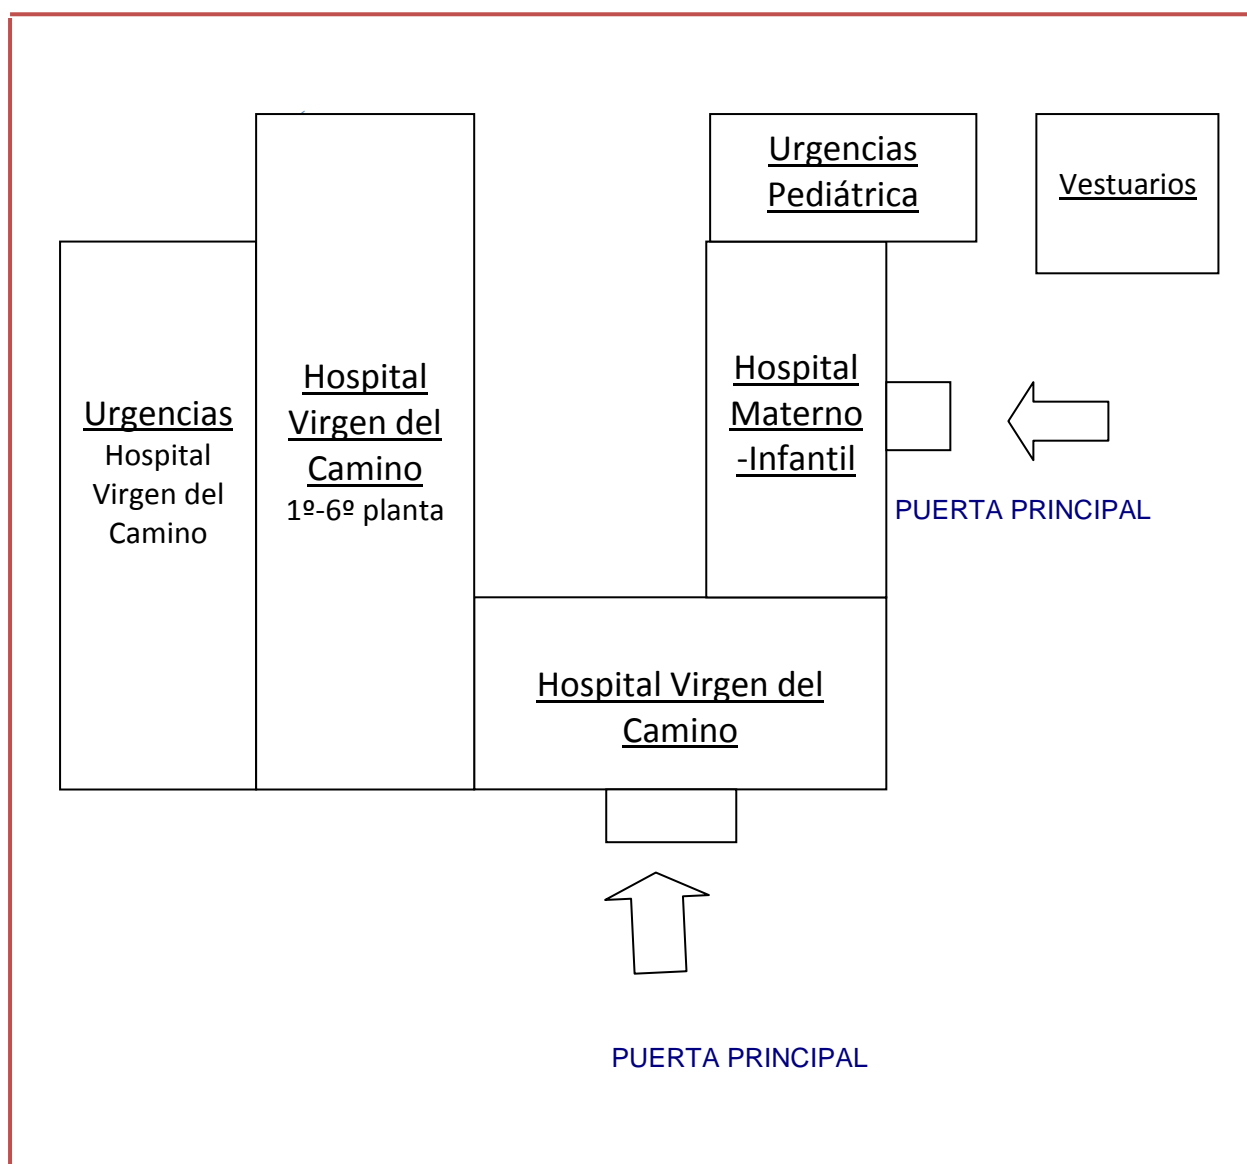 Urgencias
Pediátrica
Vestuarios
Hospital
Virgen del
Camino
1º-6º planta
Hospital
Materno
-Infantil
Urgencias
Hospital
Virgen del
Camino
PUERTA PRINCIPAL
Hospital Virgen del
Camino
PUERTA PRINCIPAL